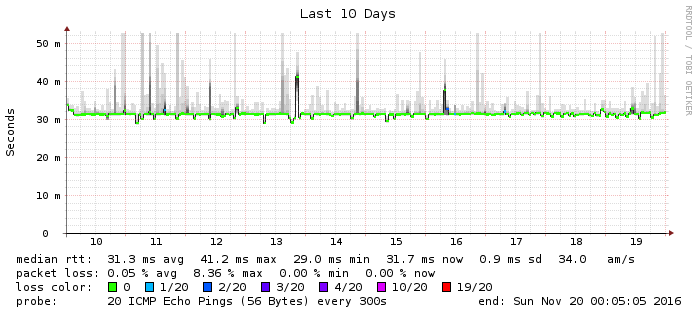 Last 10 Days
RRDTOOL / TOBI OETIKER
Seconds
50 m
40 m
30 m
20 m
10 m
0
10 11 12 13 14 15 16 17 18 19
median rtt: 31.3 ms avg 41.2 ms max 29.0 ms min 31.7 ms now 0.9 ms sd 34.0 am/s
packet loss: 0.05 % avg 8.36 % max 0.00 % min 0.00 % now
loss color: 0 1/20 2/20 3/20 4/20 10/20 19/20
probe: 20 ICMP Echo Pings (56 Bytes) every 300s end: Sun Nov 20 00:05:05 2016